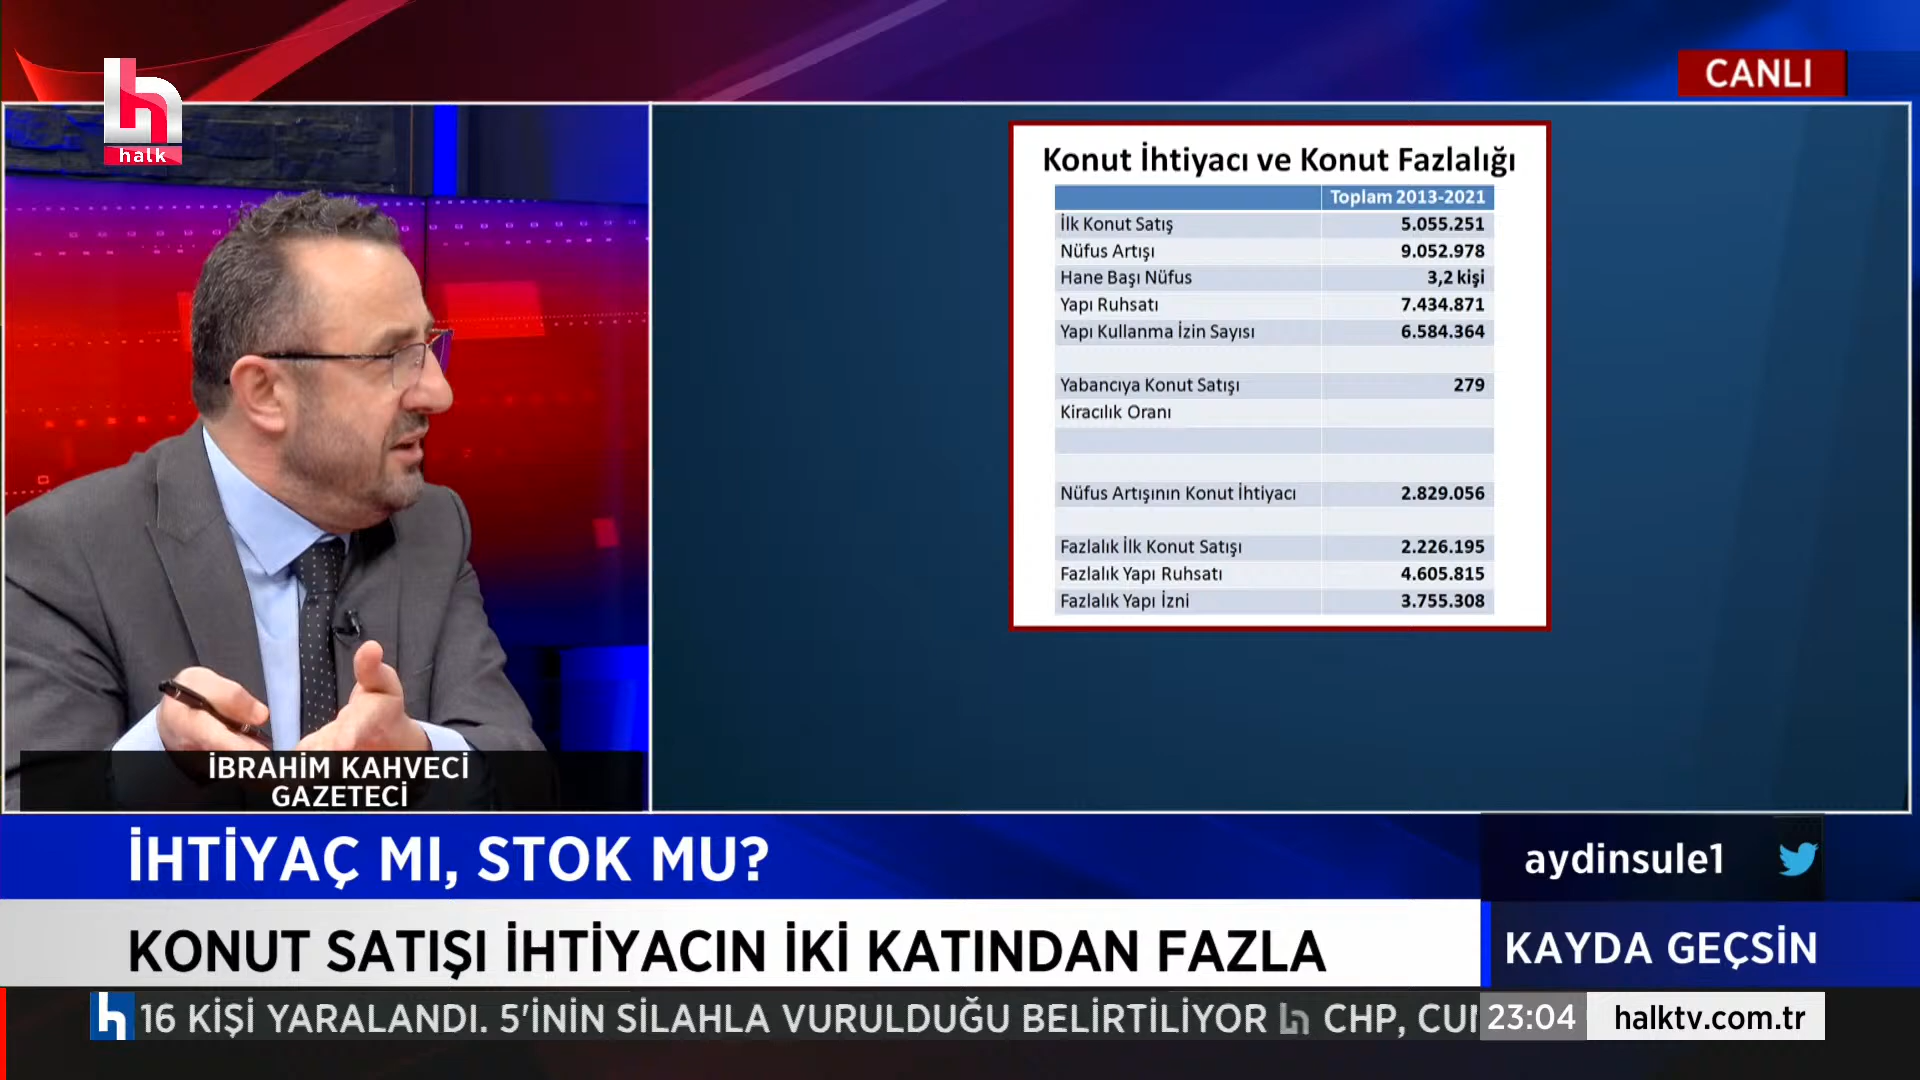 halk
CANLI
Konut İhtiyacı ve Konut Fazlalığı
Toplam 2013-2021
İlk Konut Satış 5.055.251
Nüfus Artışı 9.052.978
Hane Başı Nüfus 3,2 kişi
Yapı Ruhsatı 7.434.871
Yapı Kullanma İzin Sayısı 6.584.364
Yabancıya Konut Satışı 279
Kiracılık Oranı
Nüfus Artışının Konut İhtiyacı 2.829.056
Fazlalık İlk Konut Satışı 2.226.195
Fazlalık Yapı Ruhsatı 4.605.815
Fazlalık Yapı İzni 3.755.308
İBRAHİM KAHVECİ
GAZETECİ
İHTİYAÇ MI, STOK MU?
aydinsule1
KONUT SATIŞI İHTİYACIN İKİ KATINDAN FAZLA
KAYDA GEÇSİN
16 KİŞİ YARALANDI. 5'İNİN SİLAHLA VURULDUĞU BELİRTİLİYOR CHP, CU 23:04 halktv.com.tr